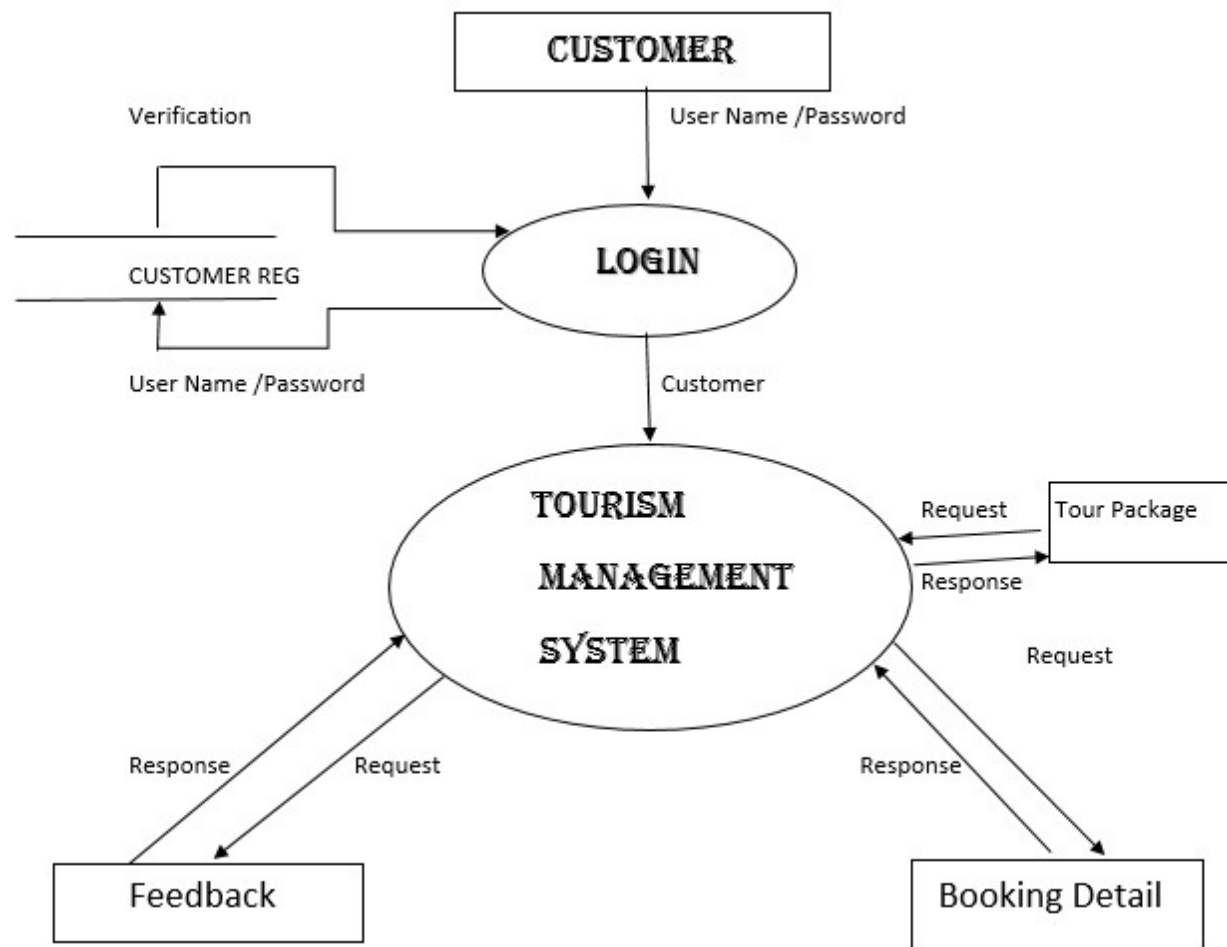 CUSTOMER
Verification
User Name /Password
LOGIN
CUSTOMER REG
User Name /Password
Customer
TOURISM
MANAGEMENT
SYSTEM
Request
Tour Package
Response
Request
Response
Request
Response
Feedback
Booking Detail